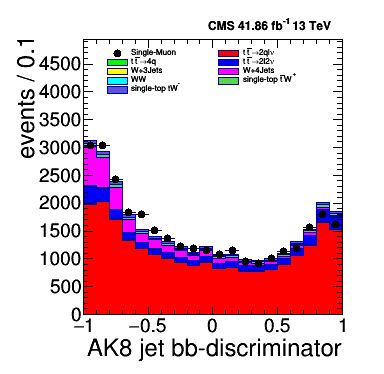 CMS 41.86 fb⁻¹ 13 TeV
events / 0.1
Single-Muon
tt̄→2qlν
tt̄→4q
tt̄→2l2ν
W+3Jets
W+4Jets
WW
single-top t̄W⁺
single-top tW⁻
4500
4000
3500
3000
2500
2000
1500
1000
500
0
−1 −0.5 0 0.5 1
AK8 jet bb-discriminator